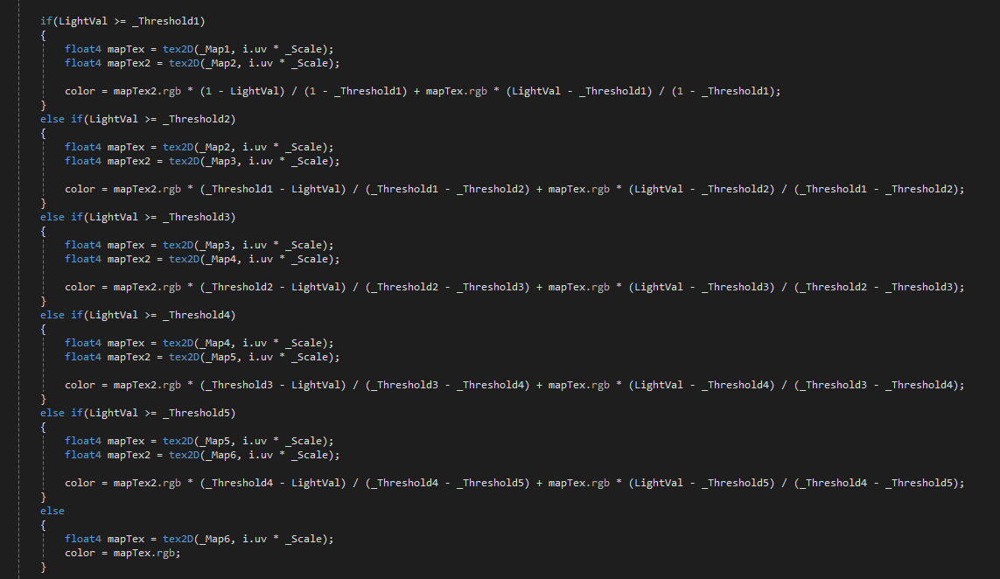 if(LightVal >= _Threshold1)
{
float4 mapTex = tex2D(_Map1, i.uv * _Scale);
float4 mapTex2 = tex2D(_Map2, i.uv * _Scale);
color = mapTex2.rgb * (1 - LightVal) / (1 - _Threshold1) + mapTex.rgb * (LightVal - _Threshold1) / (1 - _Threshold1);
}
else if(LightVal >= _Threshold2)
{
float4 mapTex = tex2D(_Map2, i.uv * _Scale);
float4 mapTex2 = tex2D(_Map3, i.uv * _Scale);
color = mapTex2.rgb * (_Threshold1 - LightVal) / (_Threshold1 - _Threshold2) + mapTex.rgb * (LightVal - _Threshold2) / (_Threshold1 - _Threshold2);
}
else if(LightVal >= _Threshold3)
{
float4 mapTex = tex2D(_Map3, i.uv * _Scale);
float4 mapTex2 = tex2D(_Map4, i.uv * _Scale);
color = mapTex2.rgb * (_Threshold2 - LightVal) / (_Threshold2 - _Threshold3) + mapTex.rgb * (LightVal - _Threshold3) / (_Threshold2 - _Threshold3);
}
else if(LightVal >= _Threshold4)
{
float4 mapTex = tex2D(_Map4, i.uv * _Scale);
float4 mapTex2 = tex2D(_Map5, i.uv * _Scale);
color = mapTex2.rgb * (_Threshold3 - LightVal) / (_Threshold3 - _Threshold4) + mapTex.rgb * (LightVal - _Threshold4) / (_Threshold3 - _Threshold4);
}
else if(LightVal >= _Threshold5)
{
float4 mapTex = tex2D(_Map5, i.uv * _Scale);
float4 mapTex2 = tex2D(_Map6, i.uv * _Scale);
color = mapTex2.rgb * (_Threshold4 - LightVal) / (_Threshold4 - _Threshold5) + mapTex.rgb * (LightVal - _Threshold5) / (_Threshold4 - _Threshold5);
}
else
{
float4 mapTex = tex2D(_Map6, i.uv * _Scale);
color = mapTex.rgb;
}